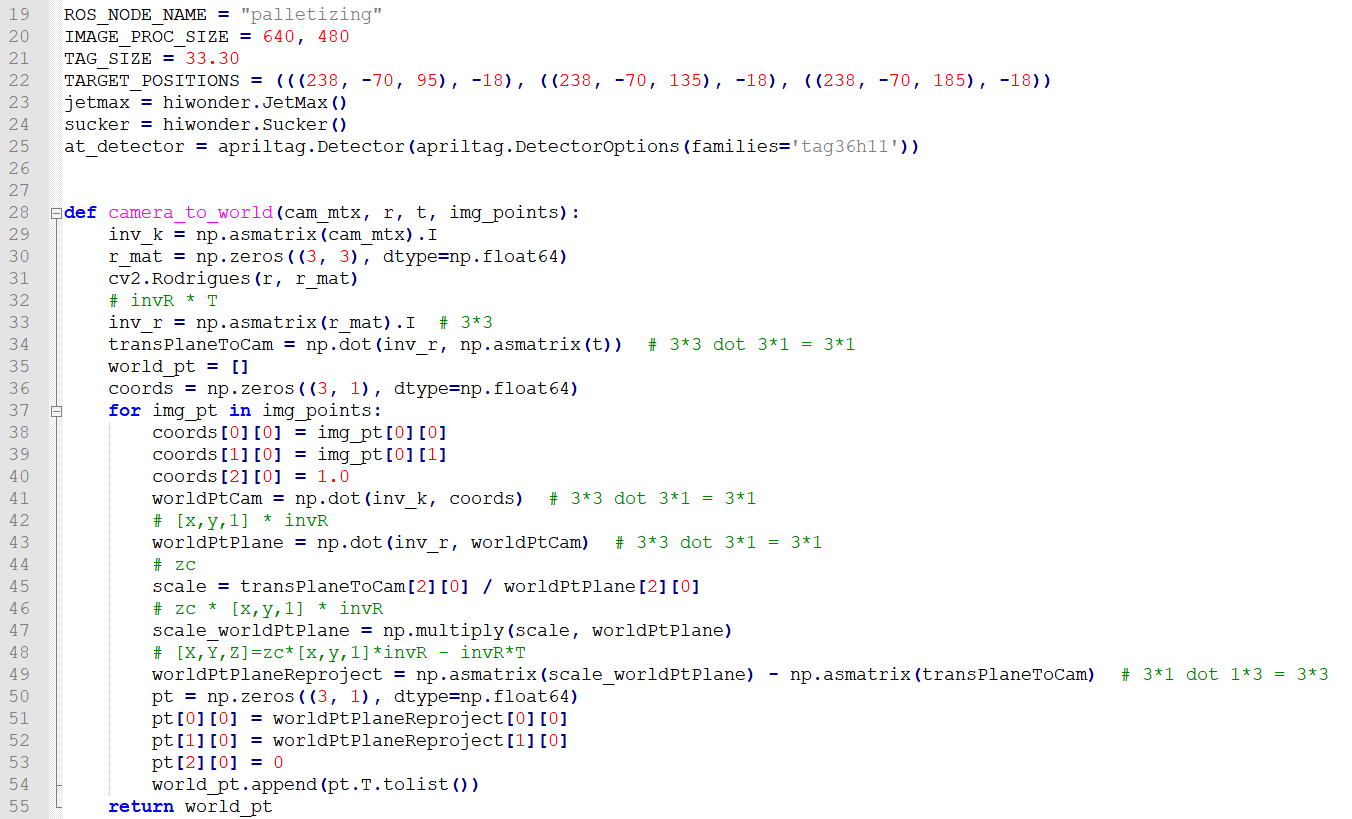 19 ROS_NODE_NAME = "palletizing"
20 IMAGE_PROC_SIZE = 640, 480
21 TAG_SIZE = 33.30
22 TARGET_POSITIONS = (((238, -70, 95), -18), ((238, -70, 135), -18), ((238, -70, 185), -18))
23 jetmax = hiwonder.JetMax()
24 sucker = hiwonder.Sucker()
25 at_detector = apriltag.Detector(apriltag.DetectorOptions(families='tag36h11'))
26
27
28 def camera_to_world(cam_mtx, r, t, img_points):
29     inv_k = np.asmatrix(cam_mtx).I
30     r_mat = np.zeros((3, 3), dtype=np.float64)
31     cv2.Rodrigues(r, r_mat)
32     # invR * T
33     inv_r = np.asmatrix(r_mat).I  # 3*3
34     transPlaneToCam = np.dot(inv_r, np.asmatrix(t))  # 3*3 dot 3*1 = 3*1
35     world_pt = []
36     coords = np.zeros((3, 1), dtype=np.float64)
37     for img_pt in img_points:
38         coords[0][0] = img_pt[0][0]
39         coords[1][0] = img_pt[0][1]
40         coords[2][0] = 1.0
41         worldPtCam = np.dot(inv_k, coords)  # 3*3 dot 3*1 = 3*1
42         # [x,y,1] * invR
43         worldPtPlane = np.dot(inv_r, worldPtCam)  # 3*3 dot 3*1 = 3*1
44         # zc
45         scale = transPlaneToCam[2][0] / worldPtPlane[2][0]
46         # zc * [x,y,1] * invR
47         scale_worldPtPlane = np.multiply(scale, worldPtPlane)
48         # [X,Y,Z]=zc*[x,y,1]*invR - invR*T
49         worldPtPlaneReproject = np.asmatrix(scale_worldPtPlane) - np.asmatrix(transPlaneToCam)  # 3*1 dot 1*3 = 3*3
50         pt = np.zeros((3, 1), dtype=np.float64)
51         pt[0][0] = worldPtPlaneReproject[0][0]
52         pt[1][0] = worldPtPlaneReproject[1][0]
53         pt[2][0] = 0
54         world_pt.append(pt.T.tolist())
55     return world_pt